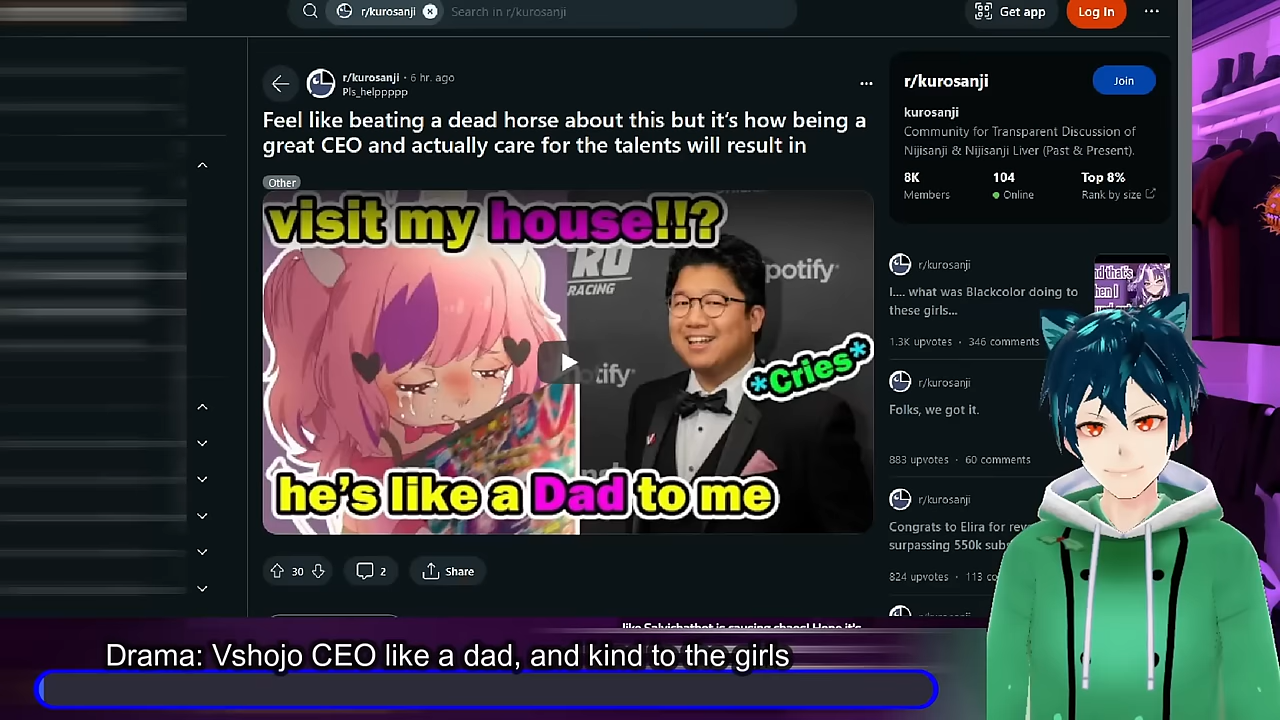 r/kurosanji
Search in r/kurosanji
Get app
Log In
r/kurosanji • 6 hr. ago
Pls_helppppp
Feel like beating a dead horse about this but it's how being a
great CEO and actually care for the talents will result in
Other
visit my house!!?
RACING
potify
otify
*Cries*
he's like a Dad to me
30
2
Share
r/kurosanji
Join
kurosanji
Community for Transparent Discussion of
Nijisanji & Nijisanji Liver (Past & Present).
8K
104
Top 8%
Members
Online
Rank by size
r/kurosanji
I.... what was Blackcolor doing to
these girls...
1.3K upvotes • 346 comments
r/kurosanji
Folks, we got it.
883 upvotes • 60 comments
r/kurosanji
Congrats to Elira for
surpassing 550k
824 upvotes • 113
Drama: Vshojo CEO like a dad, and kind to the girls